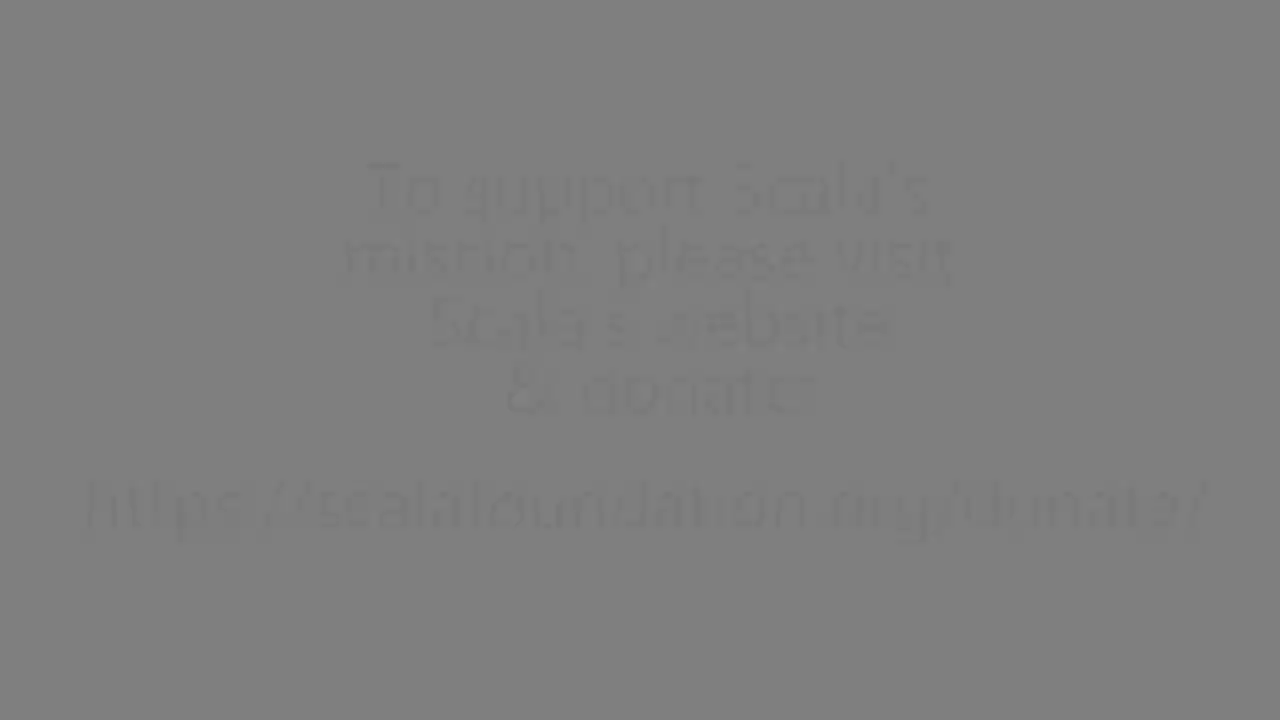 To support Scala's
mission, please visit
Scala's website
& donate:
https://scalafoundation.org/donate/